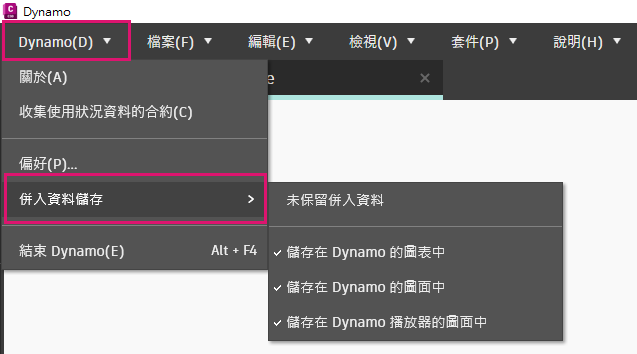 Dynamo
Dynamo(D) 檔案(F) 編輯(E) 檢視(V) 套件(P) 說明(H)
關於(A)
收集使用狀況資料的合約(C)
偏好(P)...
併入資料儲存
未保留併入資料
結束 Dynamo(E) Alt + F4
儲存在 Dynamo 的圖表中
儲存在 Dynamo 的圖面中
儲存在 Dynamo 播放器的圖面中